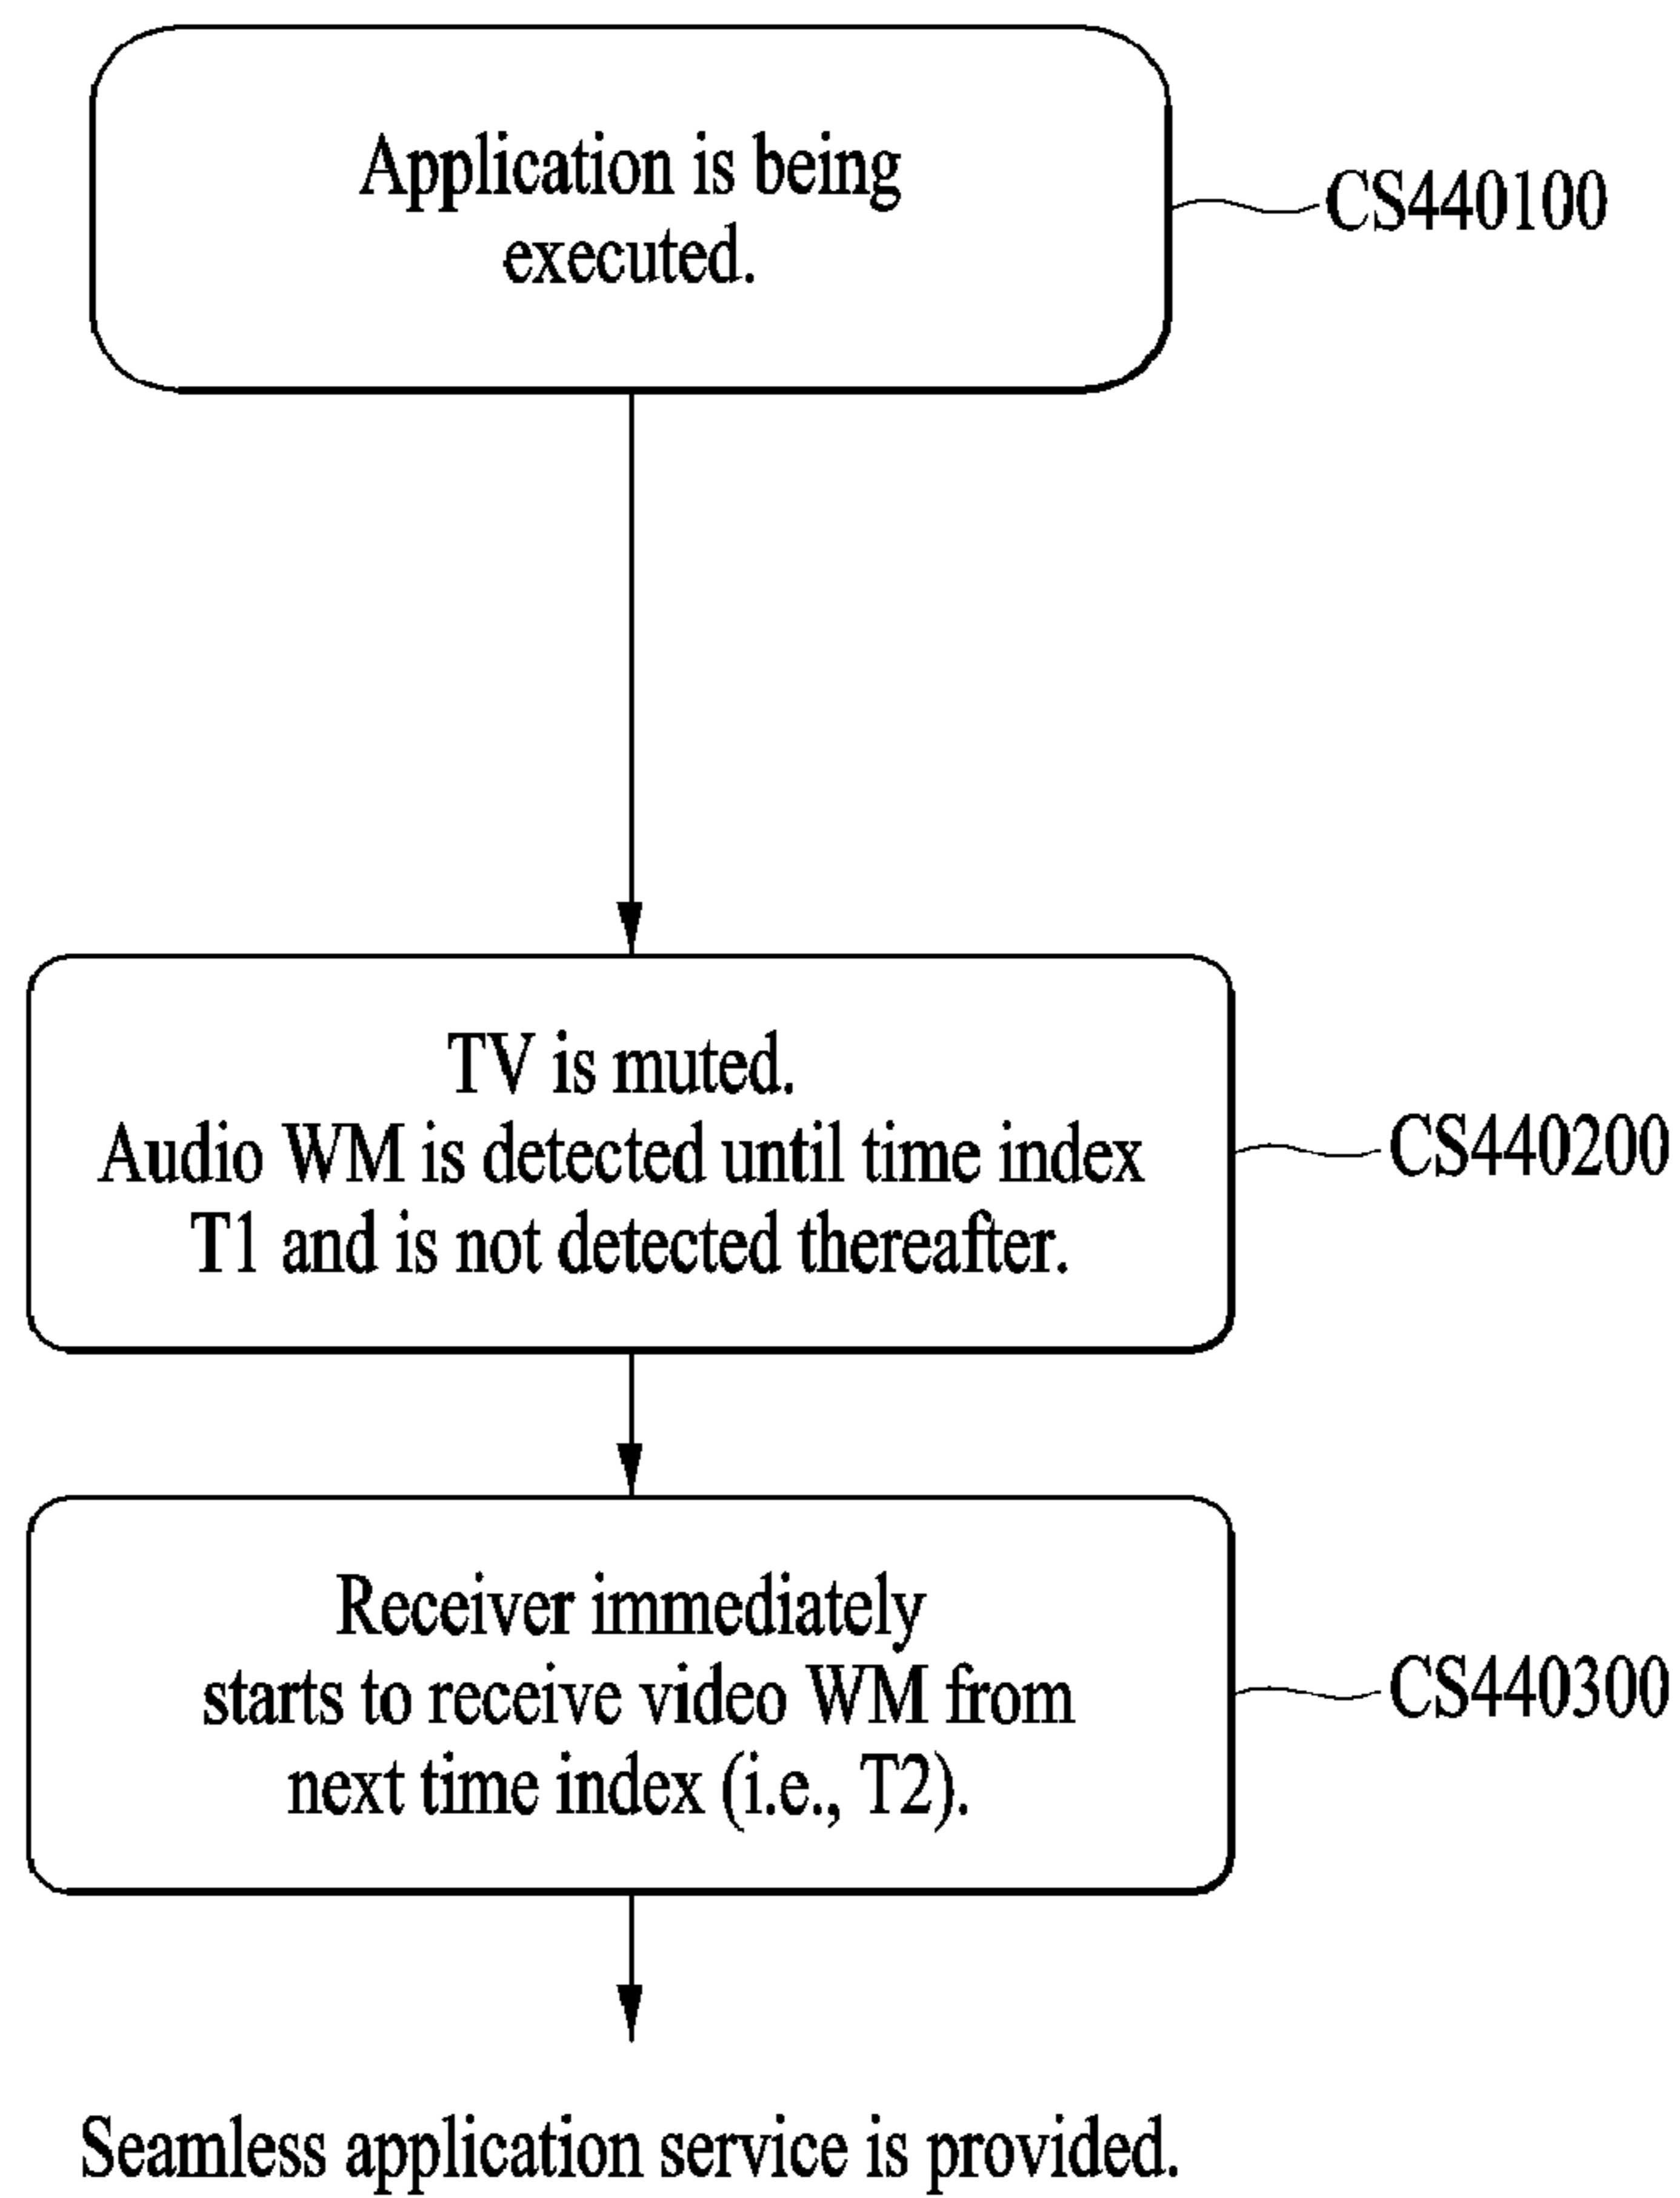 Application is being
executed.
CS440100
TV is muted.
Audio WM is detected until time index
T1 and is not detected thereafter.
CS440200
Receiver immediately
starts to receive video WM from
next time index (i.e., T2).
CS440300
Seamless application service is provided.